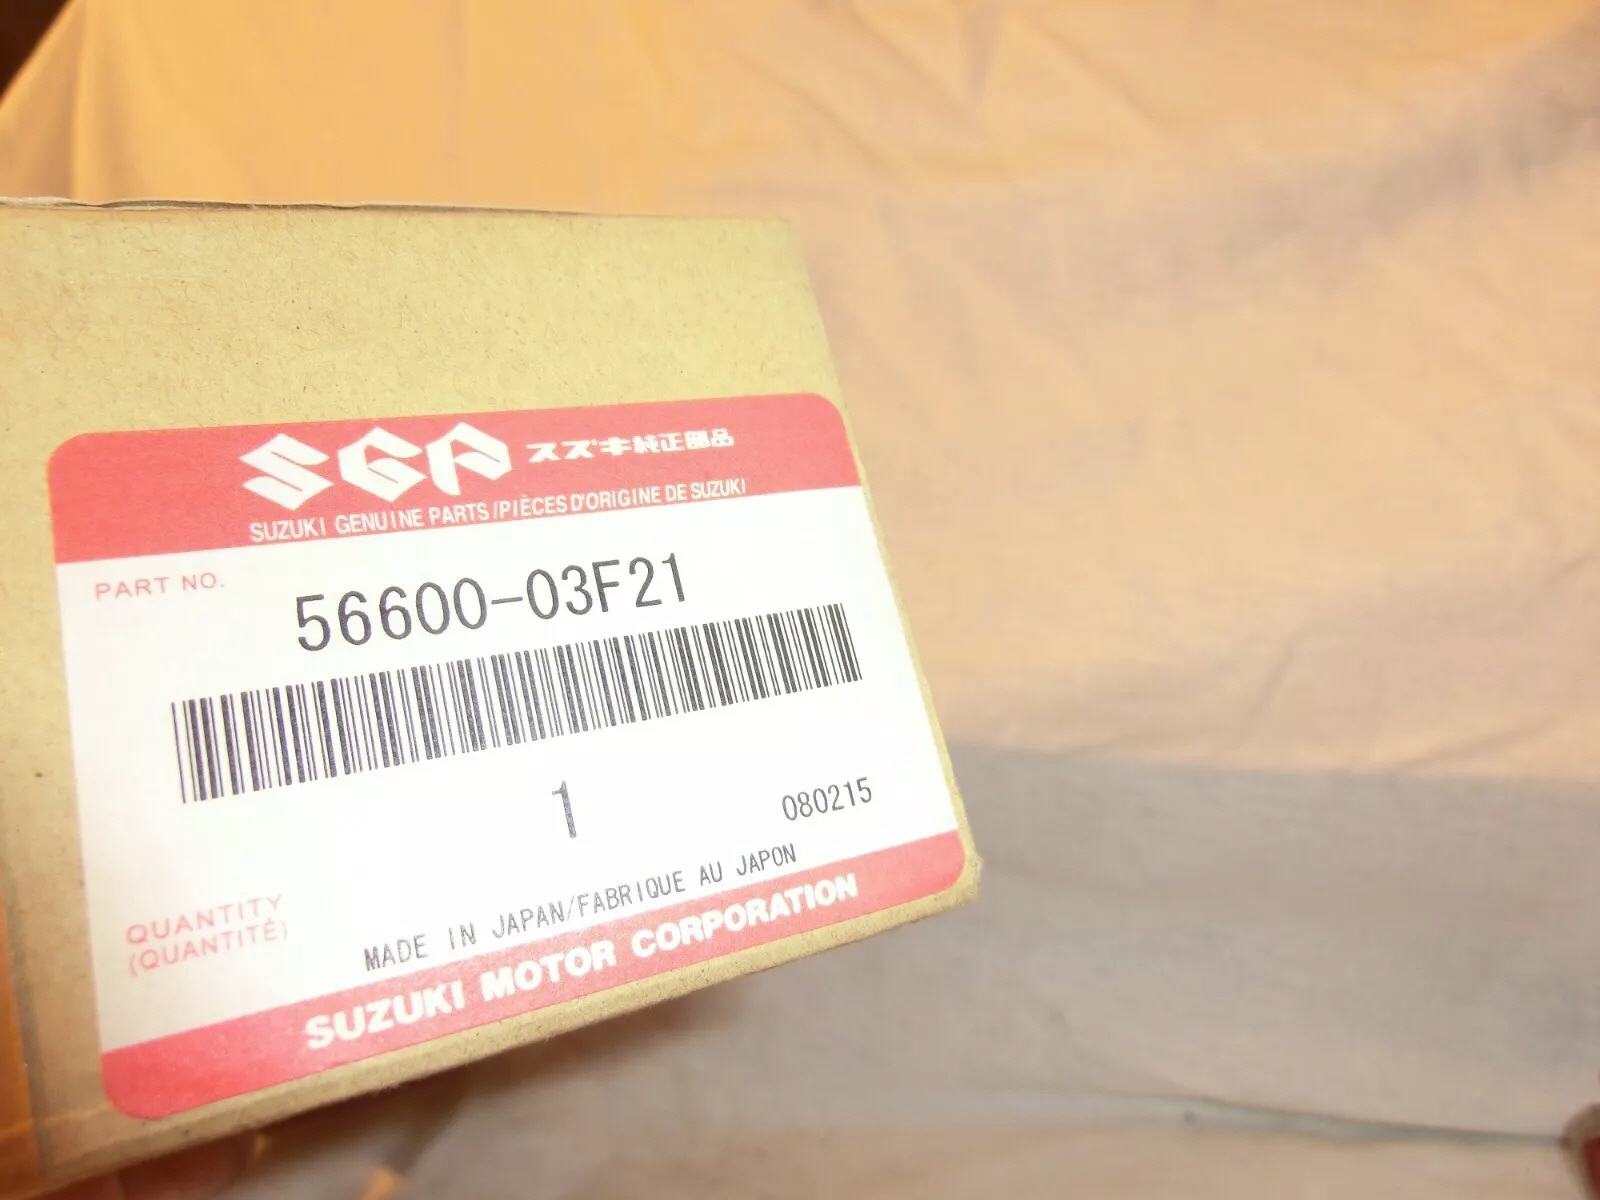 SGP スズキ純正部品
SUZUKI GENUINE PARTS/PIÈCES D'ORIGINE DE SUZUKI
PART NO.
56600-03F21
1
080215
QUANTITY
(QUANTITÉ)
MADE IN JAPAN/FABRIQUE AU JAPON
SUZUKI MOTOR CORPORATION